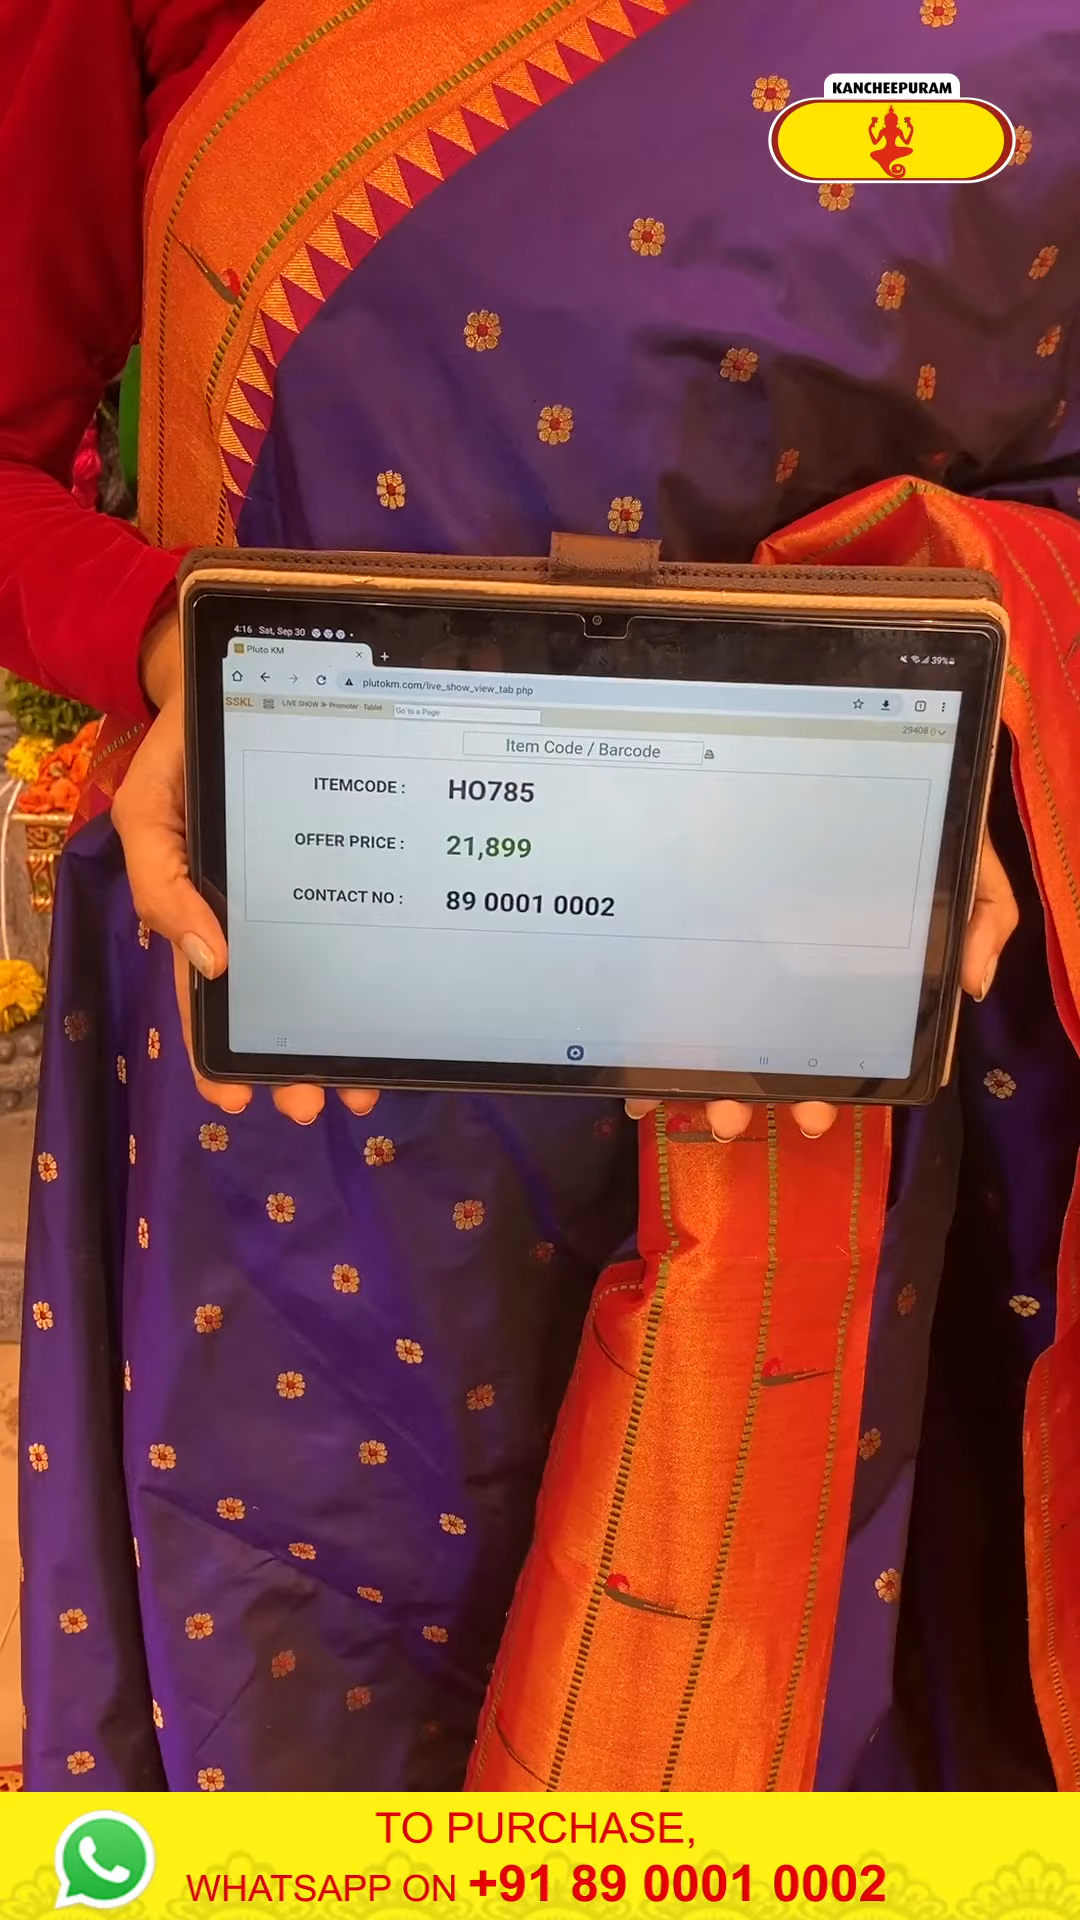 KANCHEEPURAM
4:16 Sat, Sep 30
39%
Pluto KM
plutokm.com/live_show_view_tab.php
SSKL LIVE SHOW >> Promoter - Tablet Go to a Page
29408 ()
Item Code / Barcode
ITEMCODE : HO785
OFFER PRICE : 21,899
CONTACT NO : 89 0001 0002
TO PURCHASE,
WHATSAPP ON +91 89 0001 0002